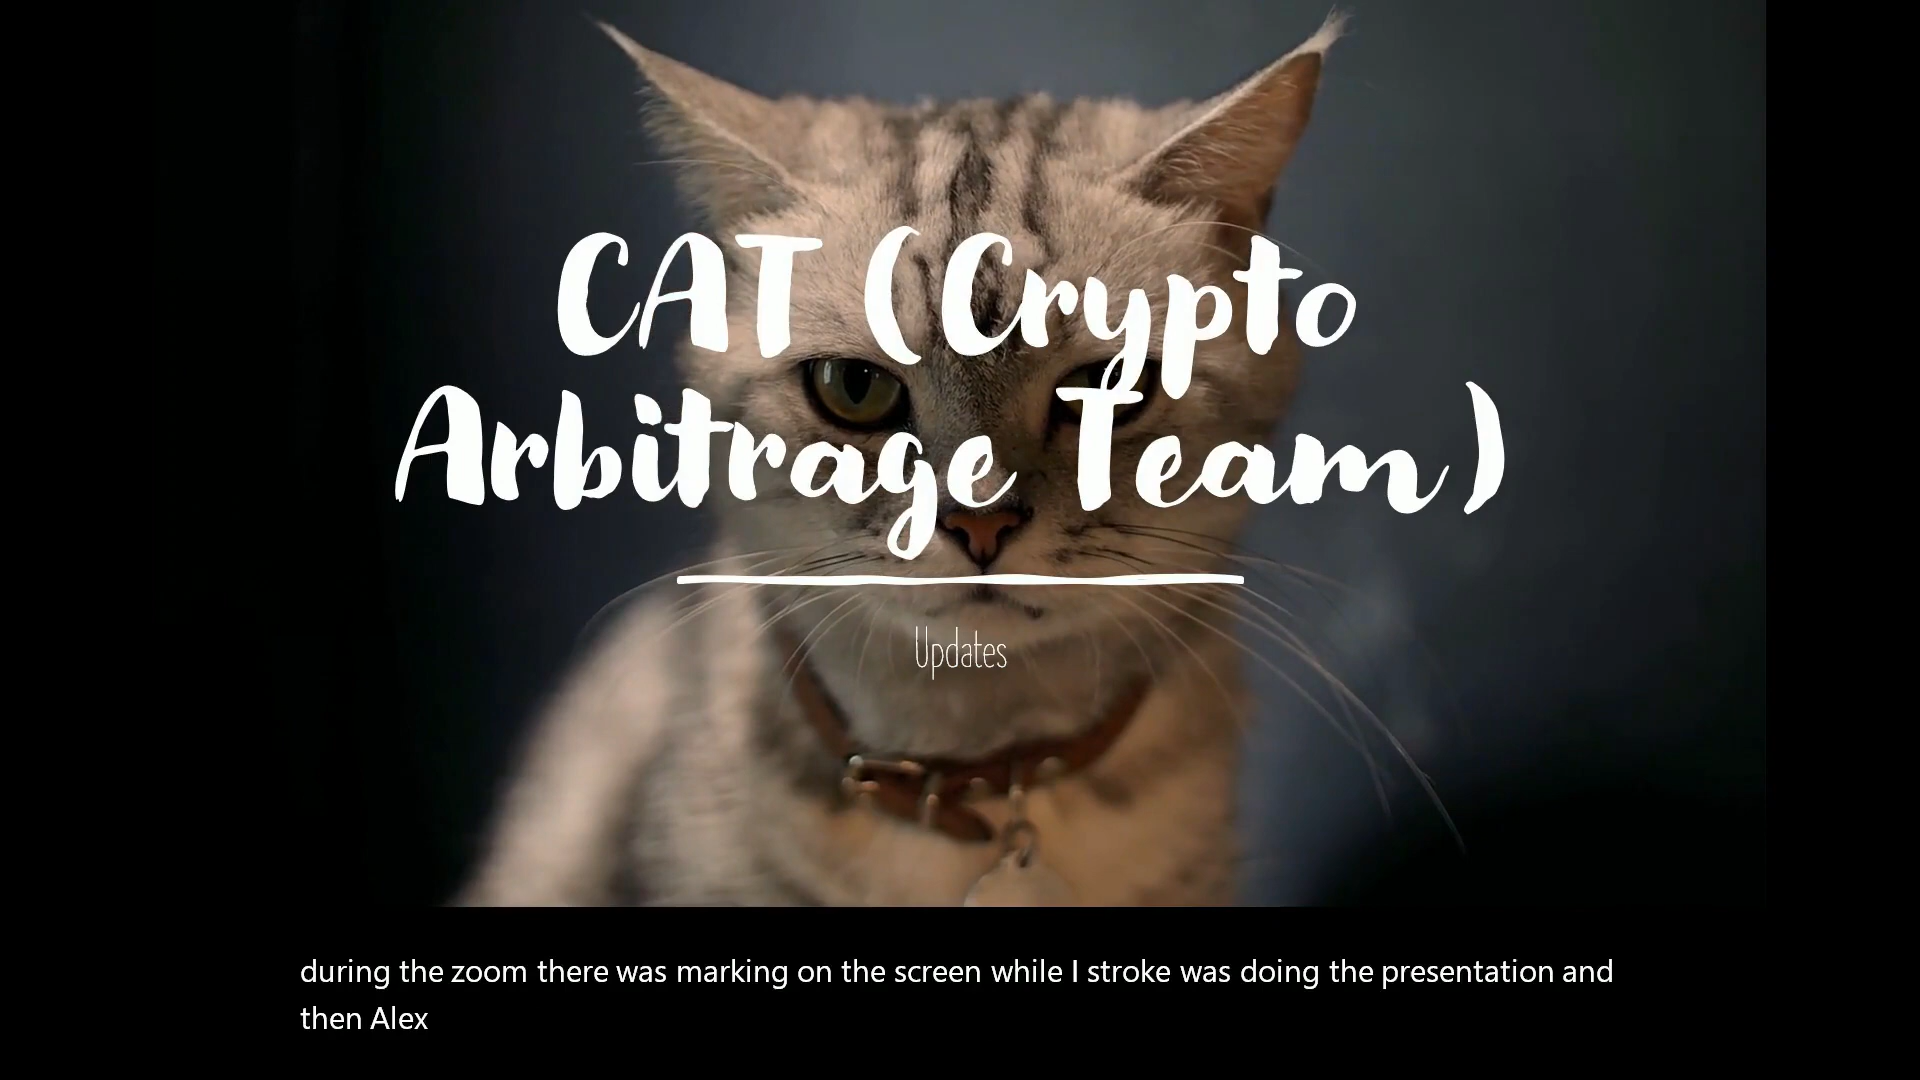 CAT (Crypto
Arbitrage Team)
Updates
during the zoom there was marking on the screen while I stroke was doing the presentation and
then Alex